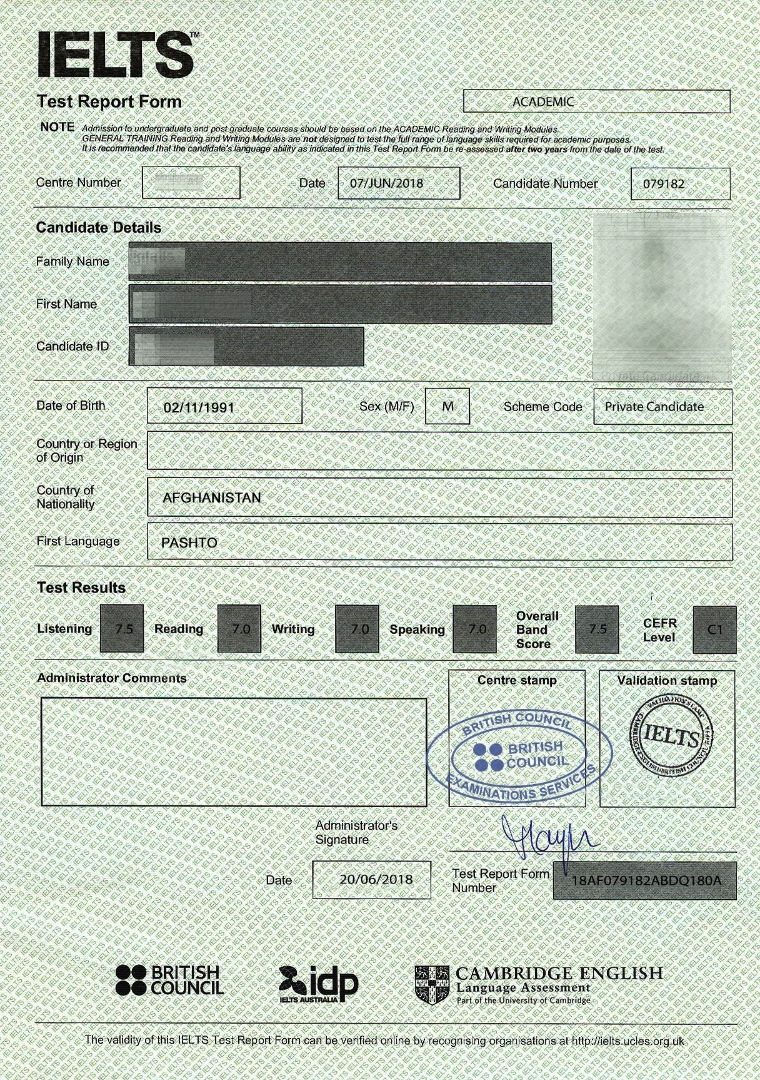 IELTS™
Test Report Form
ACADEMIC
NOTE Admission to undergraduate and post graduate courses should be based on the ACADEMIC Reading and Writing Modules.
GENERAL TRAINING Reading and Writing Modules are not designed to test the full range of language skills required for academic purposes.
It is recommended that the candidate's language ability as indicated in this Test Report Form be re-assessed after two years from the date of the test.
Centre Number
Date 07/JUN/2018
Candidate Number 079182
Candidate Details
Family Name
First Name
Candidate ID
Date of Birth 02/11/1991
Sex (M/F) M
Scheme Code Private Candidate
Country or Region
of Origin
Country of
Nationality
AFGHANISTAN
First Language PASHTO
Test Results
Listening 7.5 Reading 7.0 Writing 7.0 Speaking 7.0
Overall
Band
Score
7.5
CEFR
Level
C1
Administrator Comments
Centre stamp
BRITISH COUNCIL
BRITISH
COUNCIL
EXAMINATIONS SERVICES
Validation stamp
IELTS
Administrator's
Signature
Date 20/06/2018
Test Report Form
Number
18AF079182ABDQ180A
BRITISH
COUNCIL
idp
IELTS AUSTRALIA
CAMBRIDGE ENGLISH
Language Assessment
Part of the University of Cambridge
The validity of this IELTS Test Report Form can be verified online by recognising organisations at http://ielts.ucles.org.uk